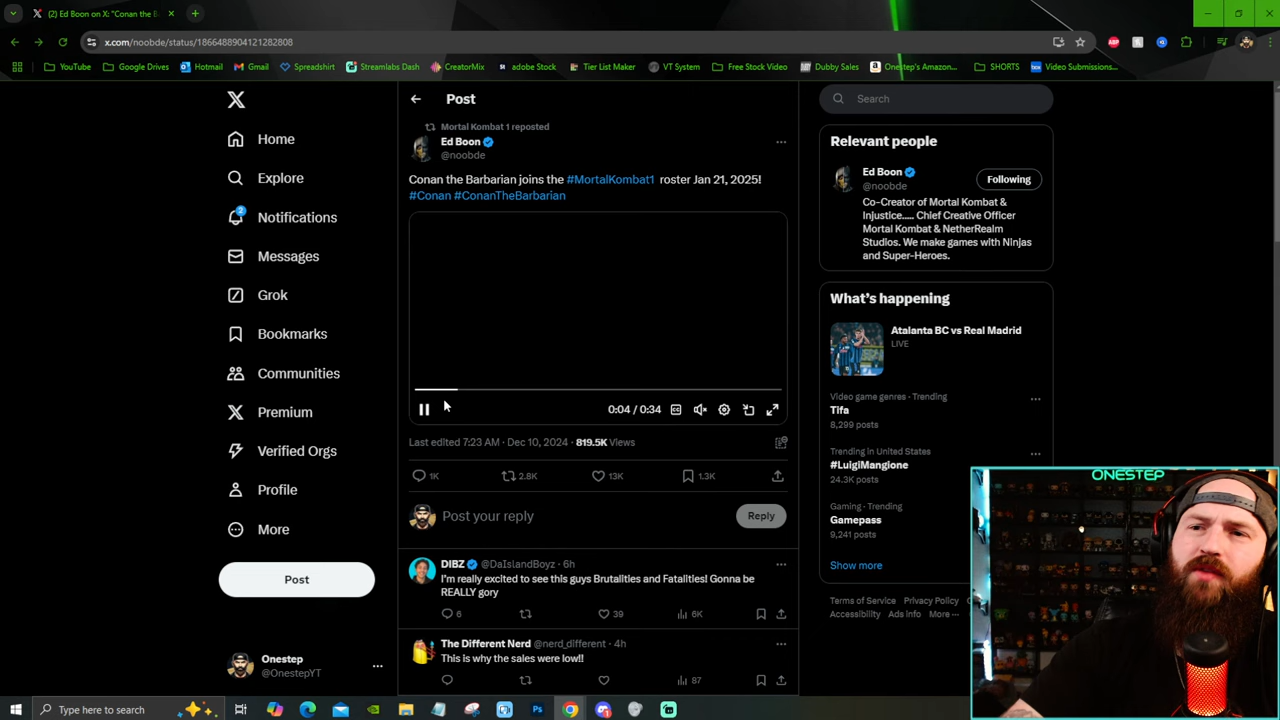 (2) Ed Boon on X: "Conan the B
x.com/noobde/status/1866488904121282808
YouTube
Google Drives
Hotmail
Gmail
Spreadshirt
Streamlabs Dash
CreatorMix
adobe Stock
Tier List Maker
VT System
Free Stock Video
Dubby Sales
Onestep's Amazon...
SHORTS
Video Submissions...
Home
Explore
2
Notifications
Messages
Grok
Bookmarks
Communities
Premium
Verified Orgs
Profile
More
Post
Onestep
@OnestepYT
Post
Mortal Kombat 1 reposted
Ed Boon
@noobde
Conan the Barbarian joins the #MortalKombat1 roster Jan 21, 2025!
#Conan #ConanTheBarbarian
0:04 / 0:34
Last edited 7:23 AM · Dec 10, 2024 · 819.5K Views
1K
2.8K
13K
1.3K
Post your reply
Reply
DIBZ @DaIslandBoyz · 6h
I'm really excited to see this guys Brutalities and Fatalities! Gonna be
REALLY gory
6
39
6K
The Different Nerd @nerd_different · 4h
This is why the sales were low!!
87
Search
Relevant people
Ed Boon
@noobde
Following
Co-Creator of Mortal Kombat &
Injustice..... Chief Creative Officer
Mortal Kombat & NetherRealm
Studios. We make games with Ninjas
and Super-Heroes.
What's happening
Atalanta BC vs Real Madrid
LIVE
Video game genres · Trending
Tifa
8,299 posts
Trending in United States
#LuigiMangione
24.3K posts
Gaming · Trending
Gamepass
9,241 posts
Show more
Terms of Service Privacy Policy
Accessibility Ads info More ···
ONESTEP
Type here to search